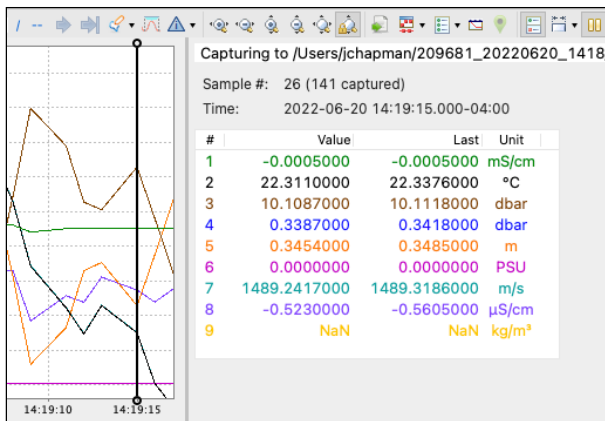 Capturing to /Users/jchapman/209681_20220620_1418
Sample #: 26 (141 captured)
Time: 2022-06-20 14:19:15.000-04:00
# Value Last Unit
1 -0.0005000 -0.0005000 mS/cm
2 22.3110000 22.3376000 °C
3 10.1087000 10.1118000 dbar
4 0.3387000 0.3418000 dbar
5 0.3454000 0.3485000 m
6 0.0000000 0.0000000 PSU
7 1489.2417000 1489.3186000 m/s
8 -0.5230000 -0.5605000 µS/cm
9 NaN NaN kg/m³
14:19:10 14:19:15